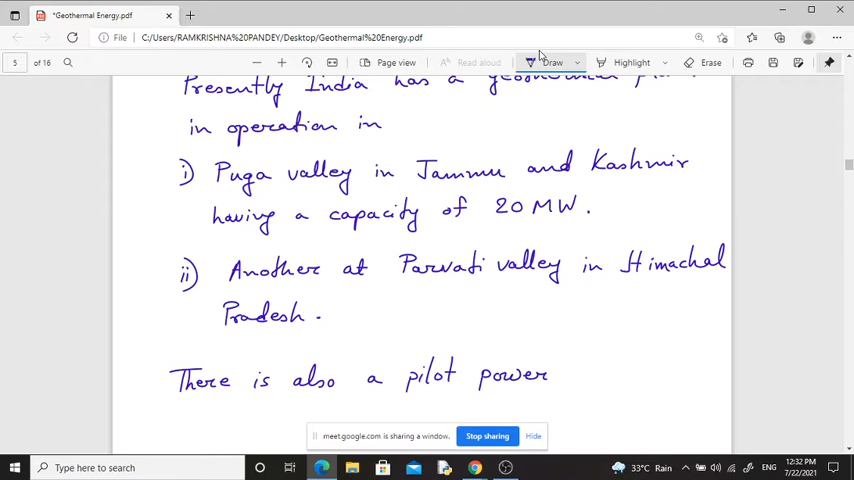 *Geothermal Energy.pdf
File C:/Users/RAMKRISHNA%20PANDEY/Desktop/Geothermal%20Energy.pdf
5 of 16 Page view Read aloud Draw Highlight Erase
Presently India has a geothermal
in operation in
i) Puga valley in Jammu and Kashmir
having a capacity of 20 MW.
ii) Another at Parvati valley in Himachal
Pradesh.
There is also a pilot power
meet.google.com is sharing a window. Stop sharing Hide
Type here to search
33°C Rain
ENG
12:32 PM
7/22/2021